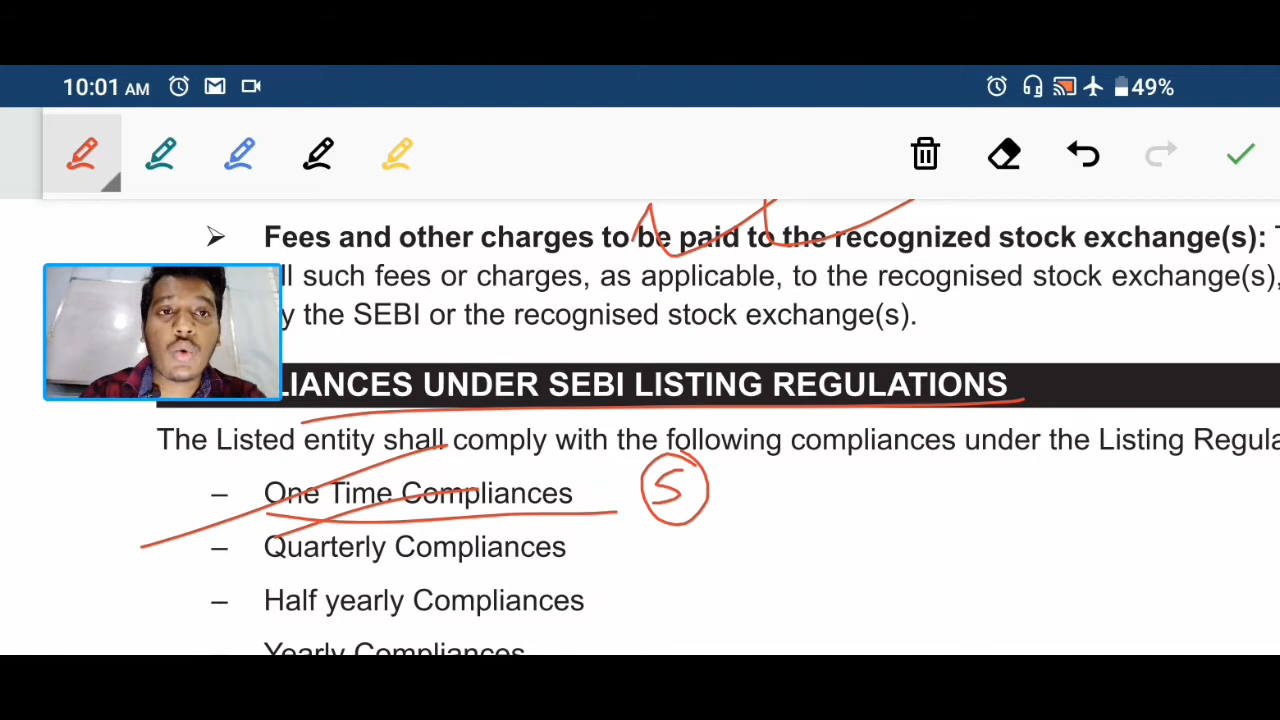 10:01 AM 49%
Fees and other charges to be paid to the recognized stock exchange(s):
such fees or charges, as applicable, to the recognised stock exchange(s),
the SEBI or the recognised stock exchange(s).
LIANCES UNDER SEBI LISTING REGULATIONS
The Listed entity shall comply with the following compliances under the Listing Regula
– One Time Compliances 5
– Quarterly Compliances
– Half yearly Compliances
Yearly Compliances